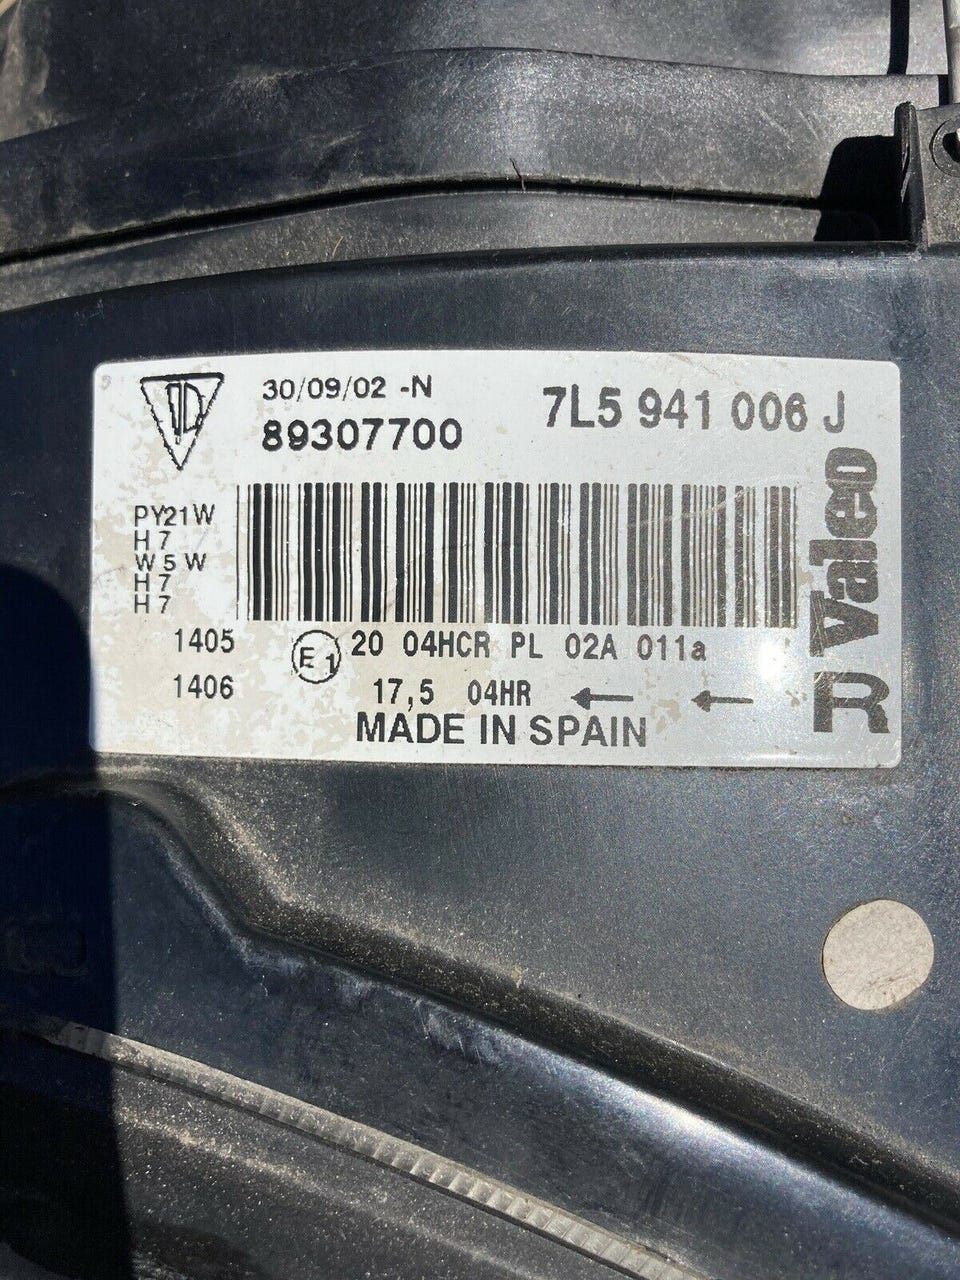 30/09/02 -N
7L5 941 006 J
89307700
PY21W
H7
W5W
H7
H7
Valeo
R
1405
E1
20 04HCR PL 02A 011a
1406
17,5 04HR
MADE IN SPAIN